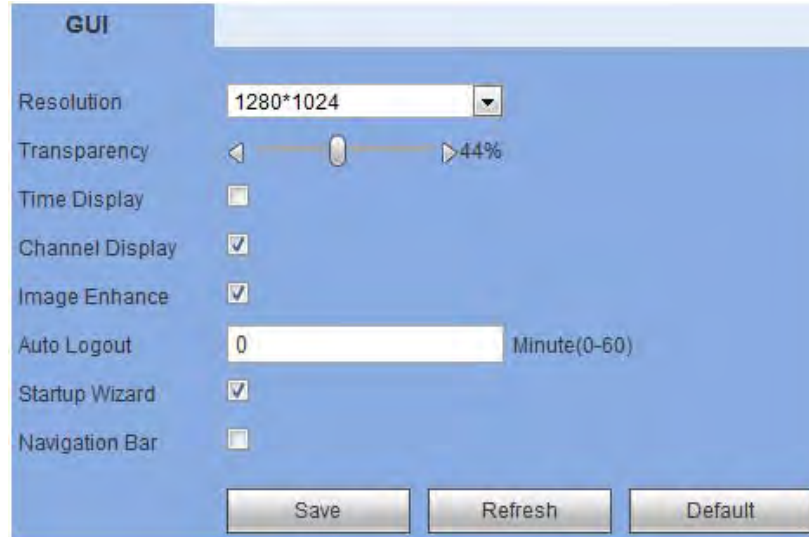 GUI
Resolution 1280*1024
Transparency 44%
Time Display
Channel Display
Image Enhance
Auto Logout 0 Minute(0-60)
Startup Wizard
Navigation Bar
Save Refresh Default